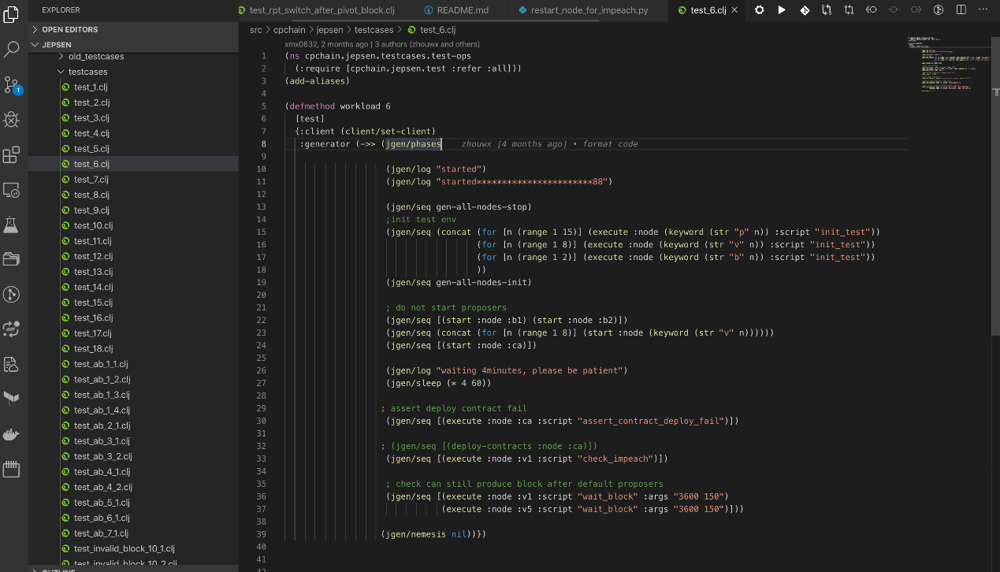 EXPLORER
test_rpt_switch_after_pivot_block.clj
README.md
restart_node_for_impeach.py
test_6.clj
OPEN EDITORS
JEPSEN
old_testcases
testcases
test_1.clj
test_2.clj
test_3.clj
test_4.clj
test_5.clj
test_6.clj
test_7.clj
test_8.clj
test_9.clj
test_10.clj
test_11.clj
test_12.clj
test_13.clj
test_14.clj
test_15.clj
test_16.clj
test_17.clj
test_18.clj
test_ab_1_1.clj
test_ab_1_2.clj
test_ab_1_3.clj
test_ab_1_4.clj
test_ab_2_1.clj
test_ab_3_1.clj
test_ab_3_2.clj
test_ab_4_1.clj
test_ab_4_2.clj
test_ab_5_1.clj
test_ab_6_1.clj
test_ab_7_1.clj
test_invalid_block_10_1.clj
test_invalid_block_10_2.clj
OUTLINE
1
src > cpchain > jepsen > testcases > test_6.clj
xmx0632, 2 months ago | 3 authors (zhouwx and others)
1 (ns cpchain.jepsen.testcases.test-ops
2 (:require [cpchain.jepsen.test :refer :all]))
3 (add-aliases)
4
5 (defmethod workload 6
6 [test]
7 {:client (client/set-client)
8 :generator (->> (jgen/phases zhouwx [4 months ago] • format code
9
10 (jgen/log "started")
11 (jgen/log "started***********************88")
12
13 (jgen/seq gen-all-nodes-stop)
14 ;init test env
15 (jgen/seq (concat (for [n (range 1 15)] (execute :node (keyword (str "p" n)) :script "init_test"))
16 (for [n (range 1 8)] (execute :node (keyword (str "v" n)) :script "init_test"))
17 (for [n (range 1 2)] (execute :node (keyword (str "b" n)) :script "init_test"))
18 ))
19 (jgen/seq gen-all-nodes-init)
20
21 ; do not start proposers
22 (jgen/seq [(start :node :b1) (start :node :b2)])
23 (jgen/seq (concat (for [n (range 1 8)] (start :node (keyword (str "v" n))))))
24 (jgen/seq [(start :node :ca)])
25
26 (jgen/log "waiting 4minutes, please be patient")
27 (jgen/sleep (* 4 60))
28
29 ; assert deploy contract fail
30 (jgen/seq [(execute :node :ca :script "assert_contract_deploy_fail")])
31
32 ; (jgen/seq [(deploy-contracts :node :ca)])
33 (jgen/seq [(execute :node :v1 :script "check_impeach")])
34
35 ; check can still produce block after default proposers
36 (jgen/seq [(execute :node :v1 :script "wait_block" :args "3600 150")
37 (execute :node :v5 :script "wait_block" :args "3600 150")]))
38
39 (jgen/nemesis nil))})
40
41
42